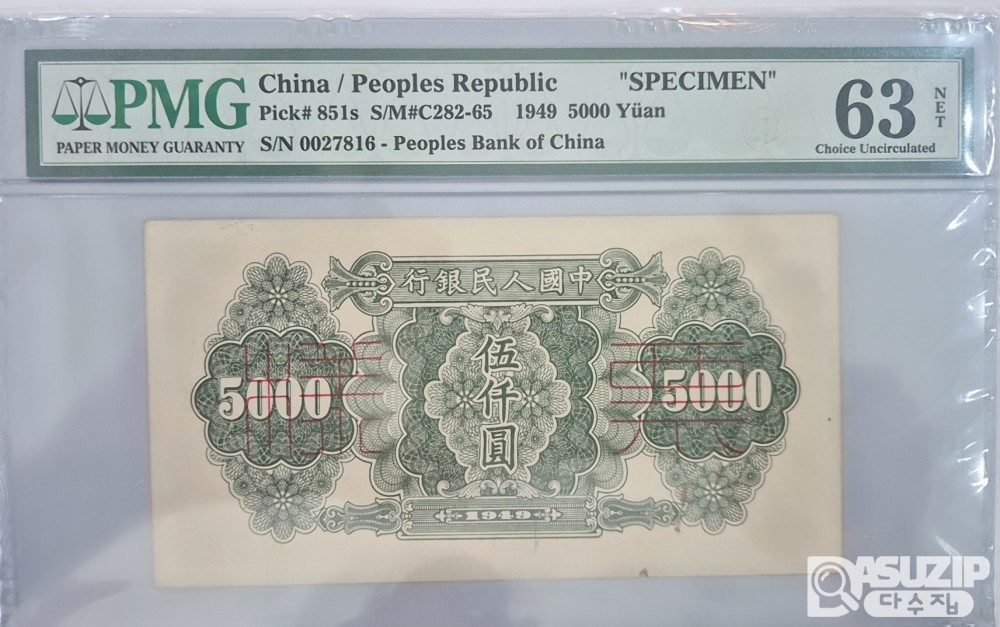 PMG
PAPER MONEY GUARANTY
China / Peoples Republic "SPECIMEN"
Pick# 851s S/M#C282-65 1949 5000 Yüan
S/N 0027816 - Peoples Bank of China
63
NET
Choice Uncirculated
行銀民人國中
5000
伍仟圓
5000
1949
DASUZIP
다수집